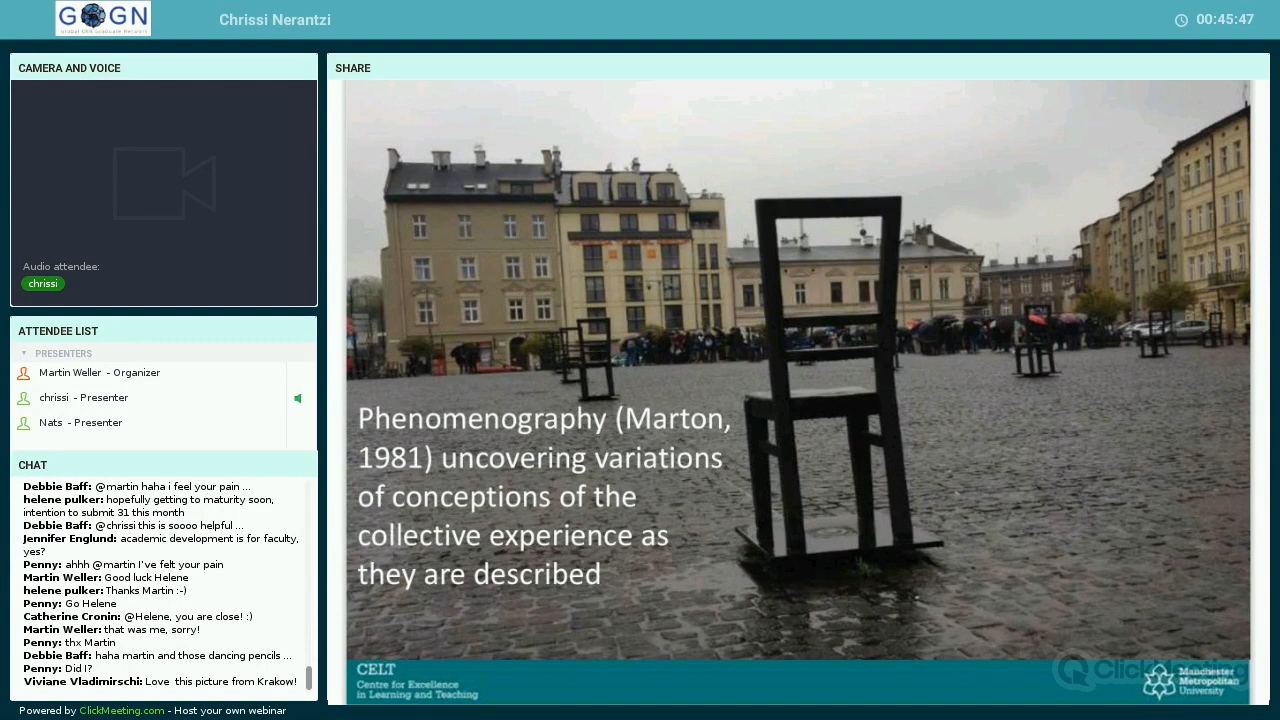 GOGN
Global OER Graduate Network
Chrissi Nerantzi
00:45:47
CAMERA AND VOICE
Audio attendee:
chrissi
ATTENDEE LIST
PRESENTERS
Martin Weller - Organizer
chrissi - Presenter
Nats - Presenter
CHAT
Debbie Baff: @martin haha i feel your pain ...
helene pulker: hopefully getting to maturity soon,
intention to submit 31 this month
Debbie Baff: @chrissi this is soooo helpful ...
Jennifer Englund: academic development is for faculty,
yes?
Penny: ahhh @martin I've felt your pain
Martin Weller: Good luck Helene
helene pulker: Thanks Martin :-)
Penny: Go Helene
Catherine Cronin: @Helene, you are close! :)
Martin Weller: that was me, sorry!
Penny: thx Martin
Debbie Baff: haha martin and those dancing pencils ...
Penny: Did I?
Viviane Vladimirschi: Love this picture from Krakow!
Powered by ClickMeeting.com - Host your own webinar
SHARE
Phenomenography (Marton,
1981) uncovering variations
of conceptions of the
collective experience as
they are described
CELT
Centre for Excellence
in Learning and Teaching
ClickMeeting
Manchester
Metropolitan
University